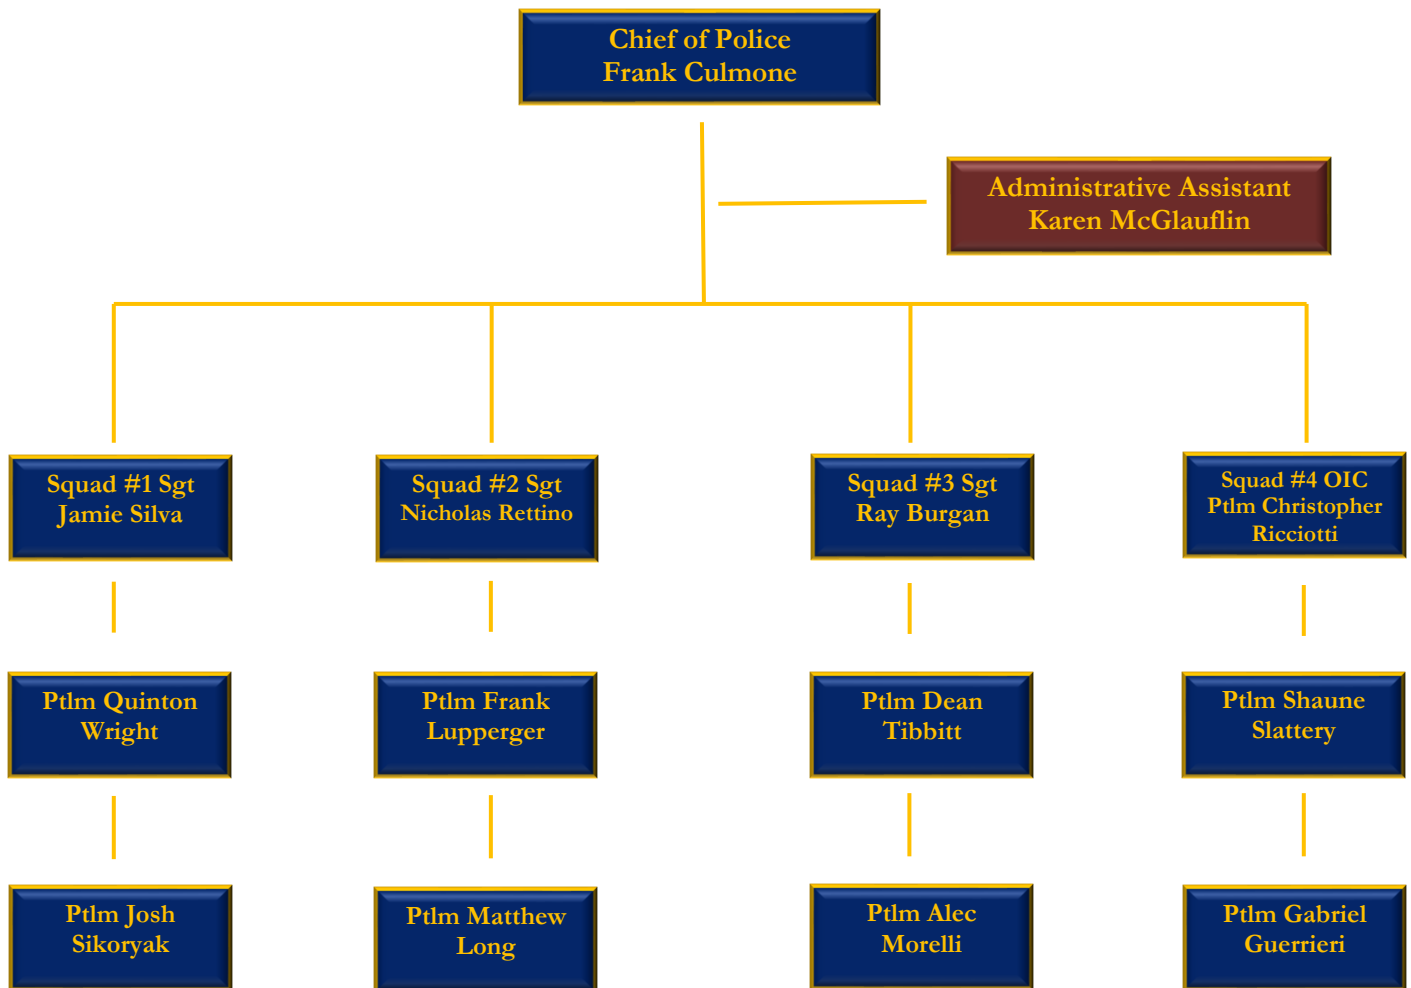 Chief of Police
Frank Culmone
Administrative Assistant
Karen McGlauflin
Squad #1 Sgt
Jamie Silva
Squad #2 Sgt
Nicholas Rettino
Squad #3 Sgt
Ray Burgan
Squad #4 OIC
Ptlm Christopher
Ricciotti
Ptlm Quinton
Wright
Ptlm Frank
Lupperger
Ptlm Dean
Tibbitt
Ptlm Shaune
Slattery
Ptlm Josh
Sikoryak
Ptlm Matthew
Long
Ptlm Alec
Morelli
Ptlm Gabriel
Guerrieri